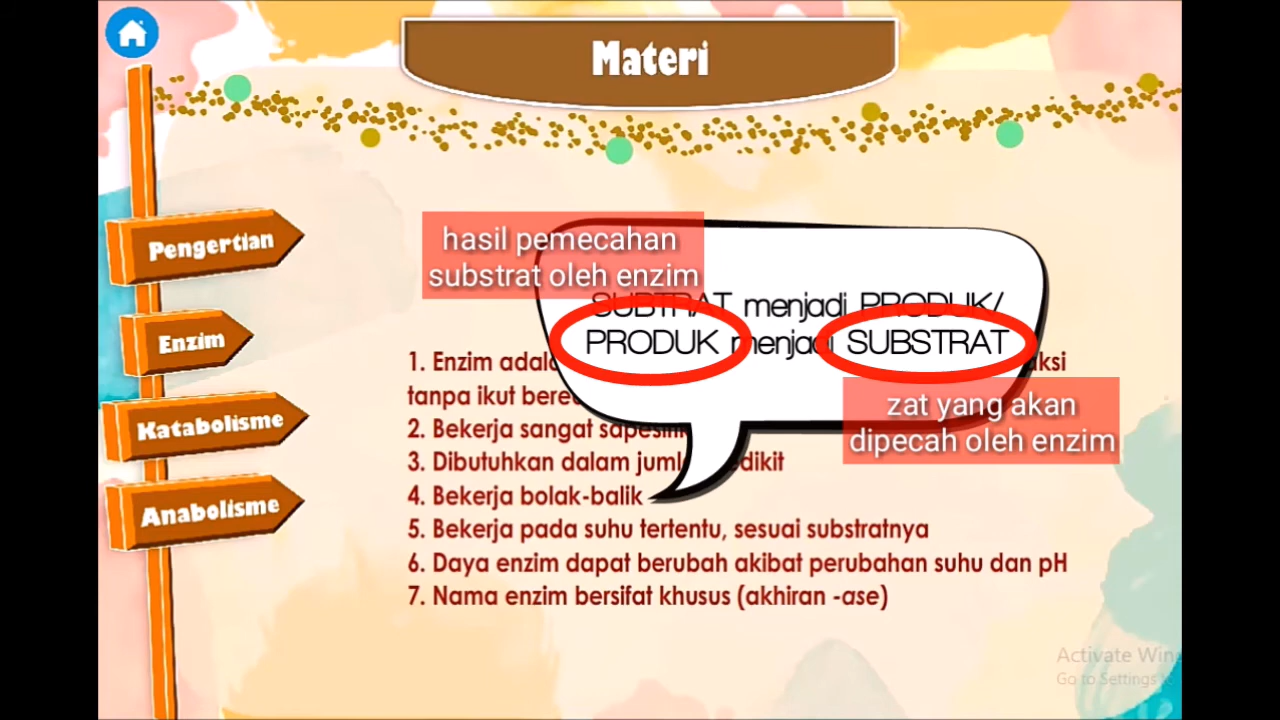 Materi
Pengertian
Enzim
Katabolisme
Anabolisme
hasil pemecahan
substrat oleh enzim
SUBTRAT menjadi PRODUK/
PRODUK menjadi SUBSTRAT
zat yang akan
dipecah oleh enzim
1. Enzim
tanpa ikut
2. Bekerja sangat
3. Dibutuhkan dalam
4. Bekerja bolak-balik
5. Bekerja pada suhu tertentu, sesuai substratnya
6. Daya enzim dapat berubah akibat perubahan suhu dan pH
7. Nama enzim bersifat khusus (akhiran -ase)
Activate
Go to Settings